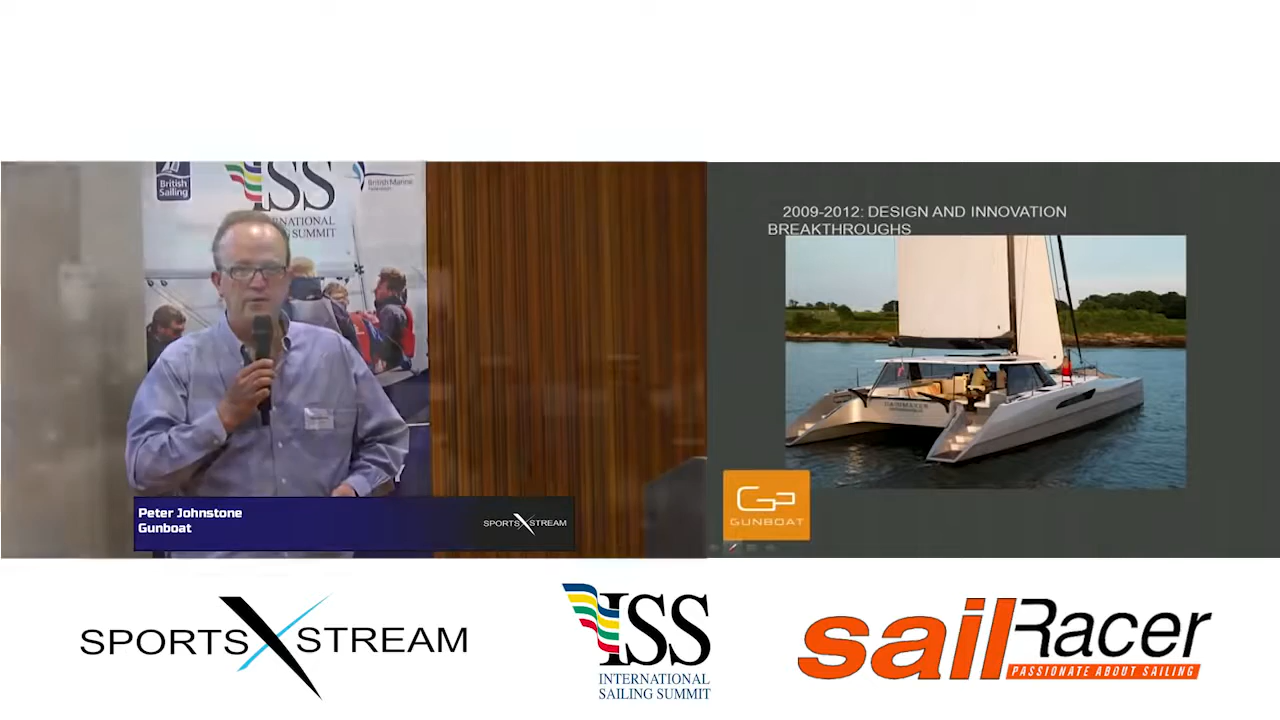 British
Sailing
ISS
British Marine
INTERNATIONAL
SUMMIT
Peter Johnstone
Gunboat
SPORTS STREAM
2009-2012: DESIGN AND INNOVATION
BREAKTHROUGHS
GP
GUNBOAT
SPORTS STREAM
ISS
INTERNATIONAL
SAILING SUMMIT
sailRacer
PASSIONATE ABOUT SAILING